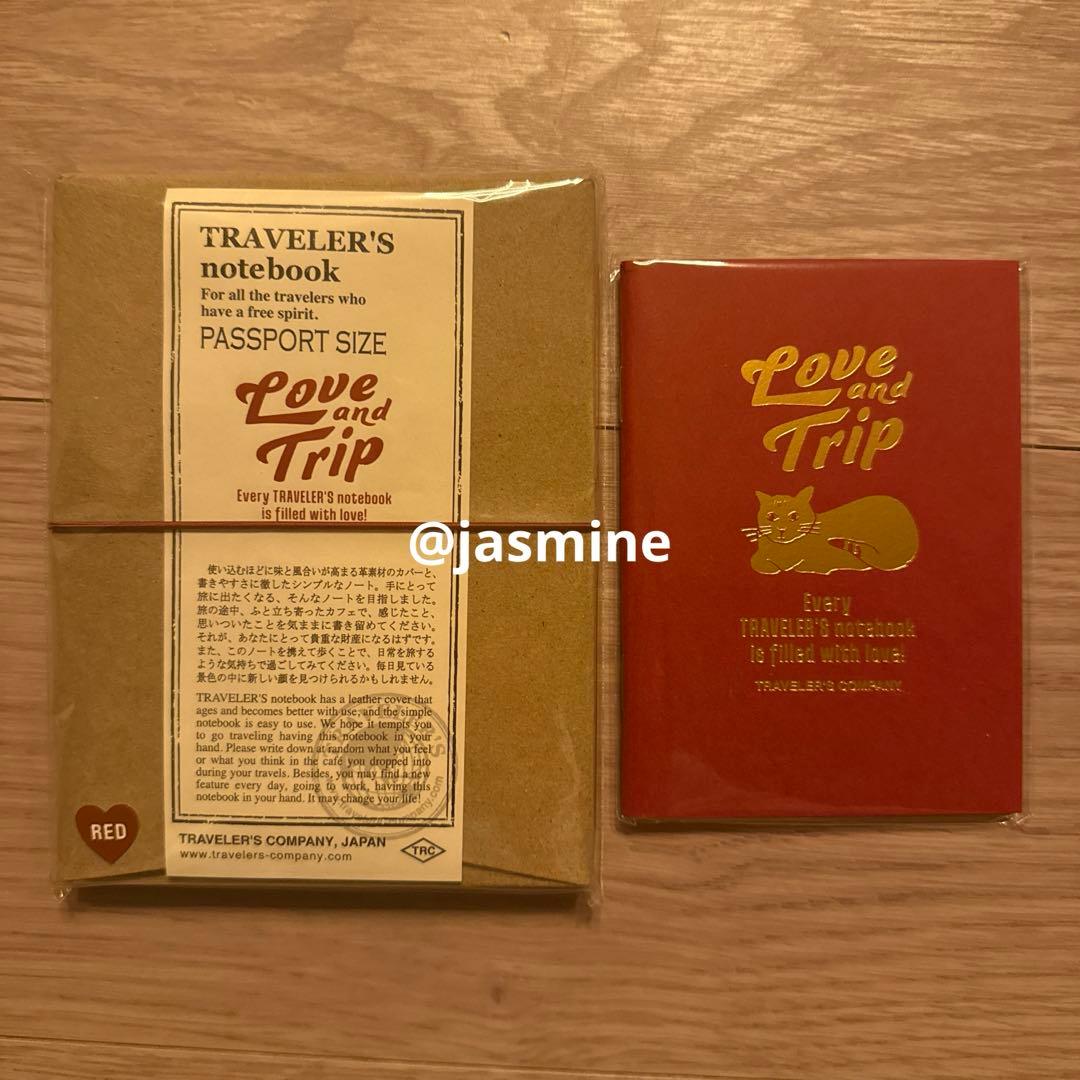 TRAVELER'S
notebook
For all the travelers who
have a free spirit.
PASSPORT SIZE
Love
and
Trip
Every TRAVELER'S notebook
is filled with love!
使い込むほどに味と風合いが高まる革素材のカバーと、
書きやすさに徹したシンプルなノート。手にとって
旅に出たくなる、そんなノートを目指しました。
旅の途中、ふと立ち寄ったカフェで、感じたこと、
思いついたことを気ままに書き留めてください。
それが、あなたにとって貴重な財産になるはずです。
また、このノートを携えて歩くことで、日常を旅する
ような気持ちで過ごしてみてください。毎日見ている
景色の中に新しい顔を見つけられるかもしれません。
TRAVELER'S notebook has a leather cover that
ages and becomes better with use, and the simple
notebook is easy to use. We hope it tempts you
to go traveling having this notebook in your
hand. Please write down at random what you feel
or what you think in the café you dropped into
during your travels. Besides, you may find a new
feature every day, going to work, having this
notebook in your hand. It may change your life!
RED
TRAVELER'S COMPANY, JAPAN
www.travelers-company.com
TRC
@jasmine
Love
and
Trip
Every
TRAVELER'S notebook
is filled with love!
TRAVELER'S COMPANY